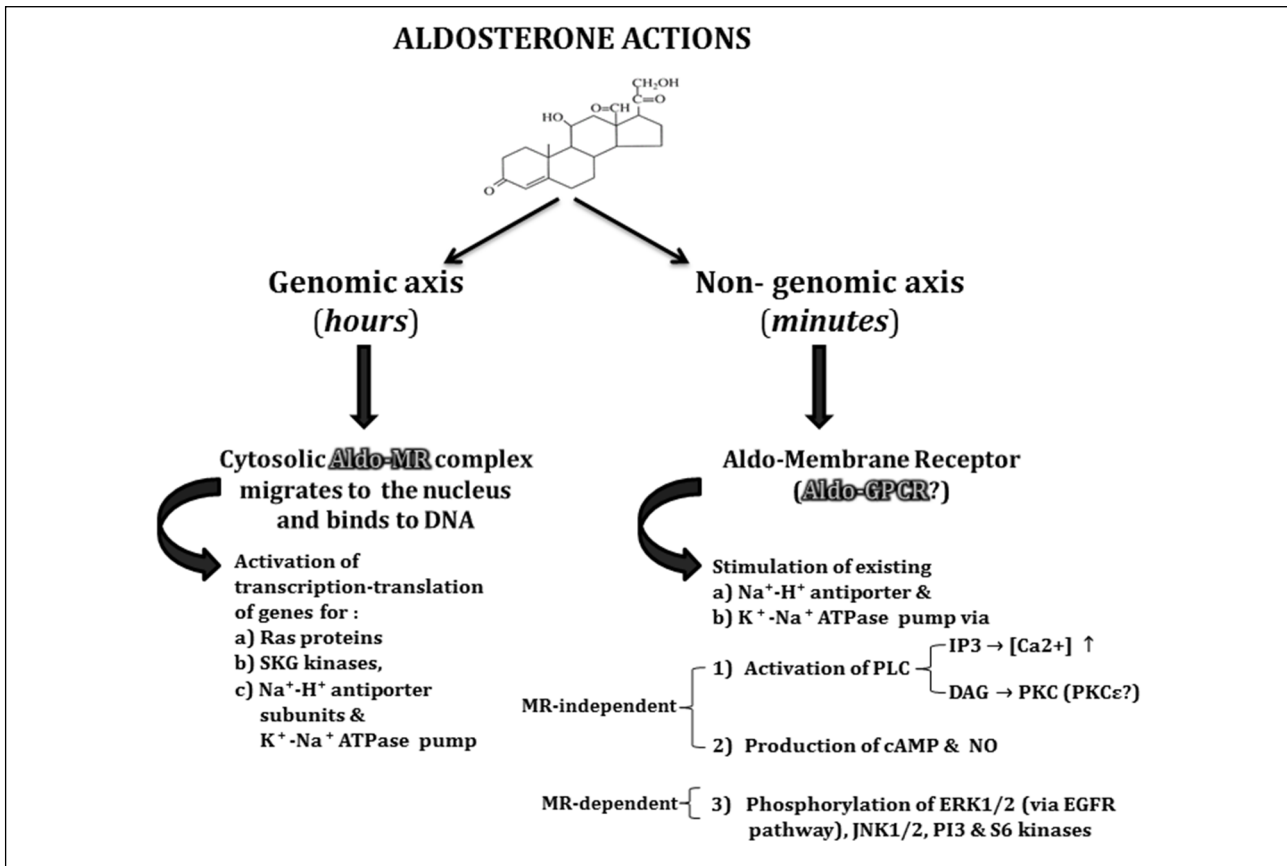 ALDOSTERONE ACTIONS
CH₂OH
C=O
O=CH
HO
O
Genomic axis
(hours)
Non- genomic axis
(minutes)
Cytosolic Aldo-MR complex
migrates to the nucleus
and binds to DNA
Activation of
transcription-translation
of genes for :
a) Ras proteins
b) SKG kinases,
c) Na⁺-H⁺ antiporter
subunits &
K⁺-Na⁺ ATPase pump
Aldo-Membrane Receptor
(Aldo-GPCR?)
Stimulation of existing
a) Na⁺-H⁺ antiporter &
b) K⁺-Na⁺ ATPase pump via
MR-independent
1) Activation of PLC
IP3 → [Ca2+] ↑
DAG → PKC (PKCε?)
2) Production of cAMP & NO
MR-dependent
3) Phosphorylation of ERK1/2 (via EGFR
pathway), JNK1/2, PI3 & S6 kinases